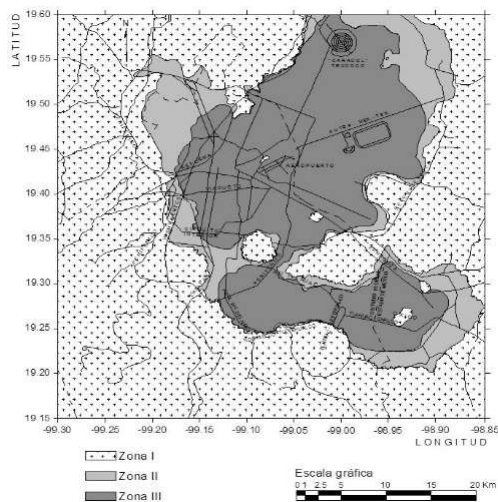 LATITUD
N
19.60
19.55
19.50
19.45
19.40
19.35
19.30
19.25
19.20
19.15
CARACOL
TEXCOCO
AEROPUERTO
-99.30 -99.25 -99.20 -99.15 -99.10 -99.05 -99.00 -98.95 -98.90 -98.85
LONGITUD
Zona I
Zona II
Zona III
Escala gráfica
0 1 2.5 5 10 15 20 Km